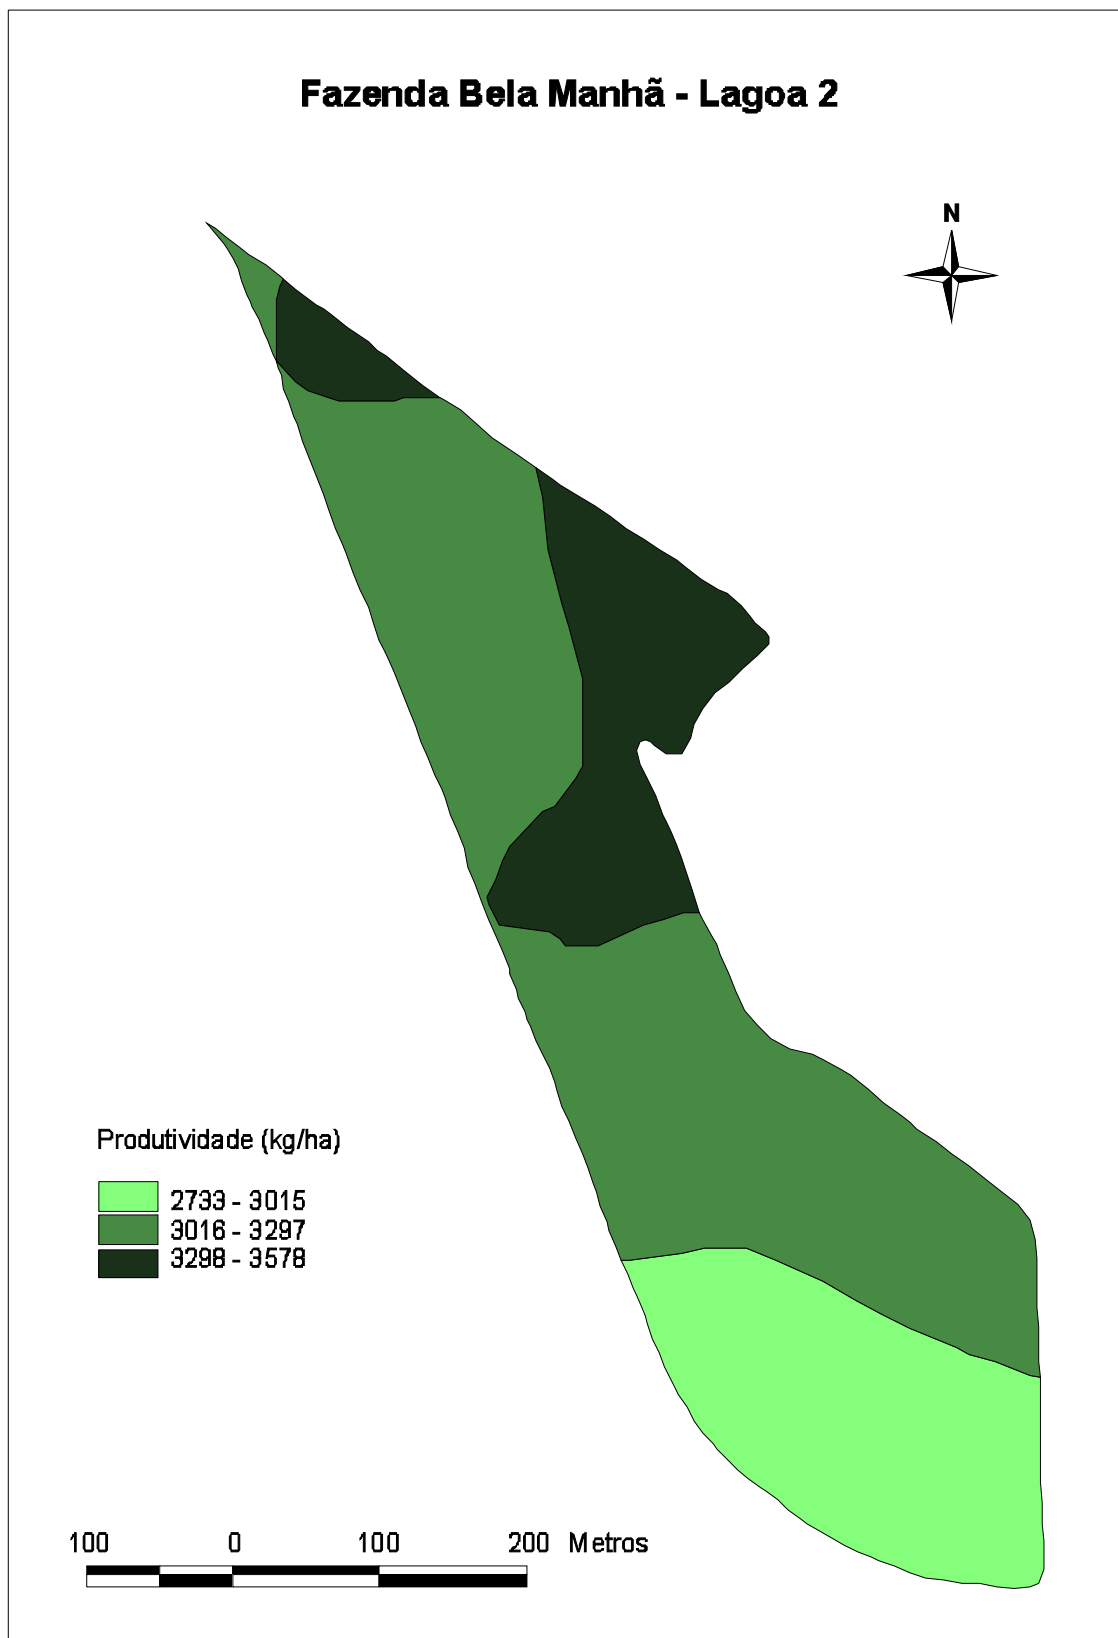 Fazenda Bela Manhã - Lagoa 2
N
Produtividade (kg/ha)
2733 - 3015
3016 - 3297
3298 - 3578
100 0 100 200 Metros